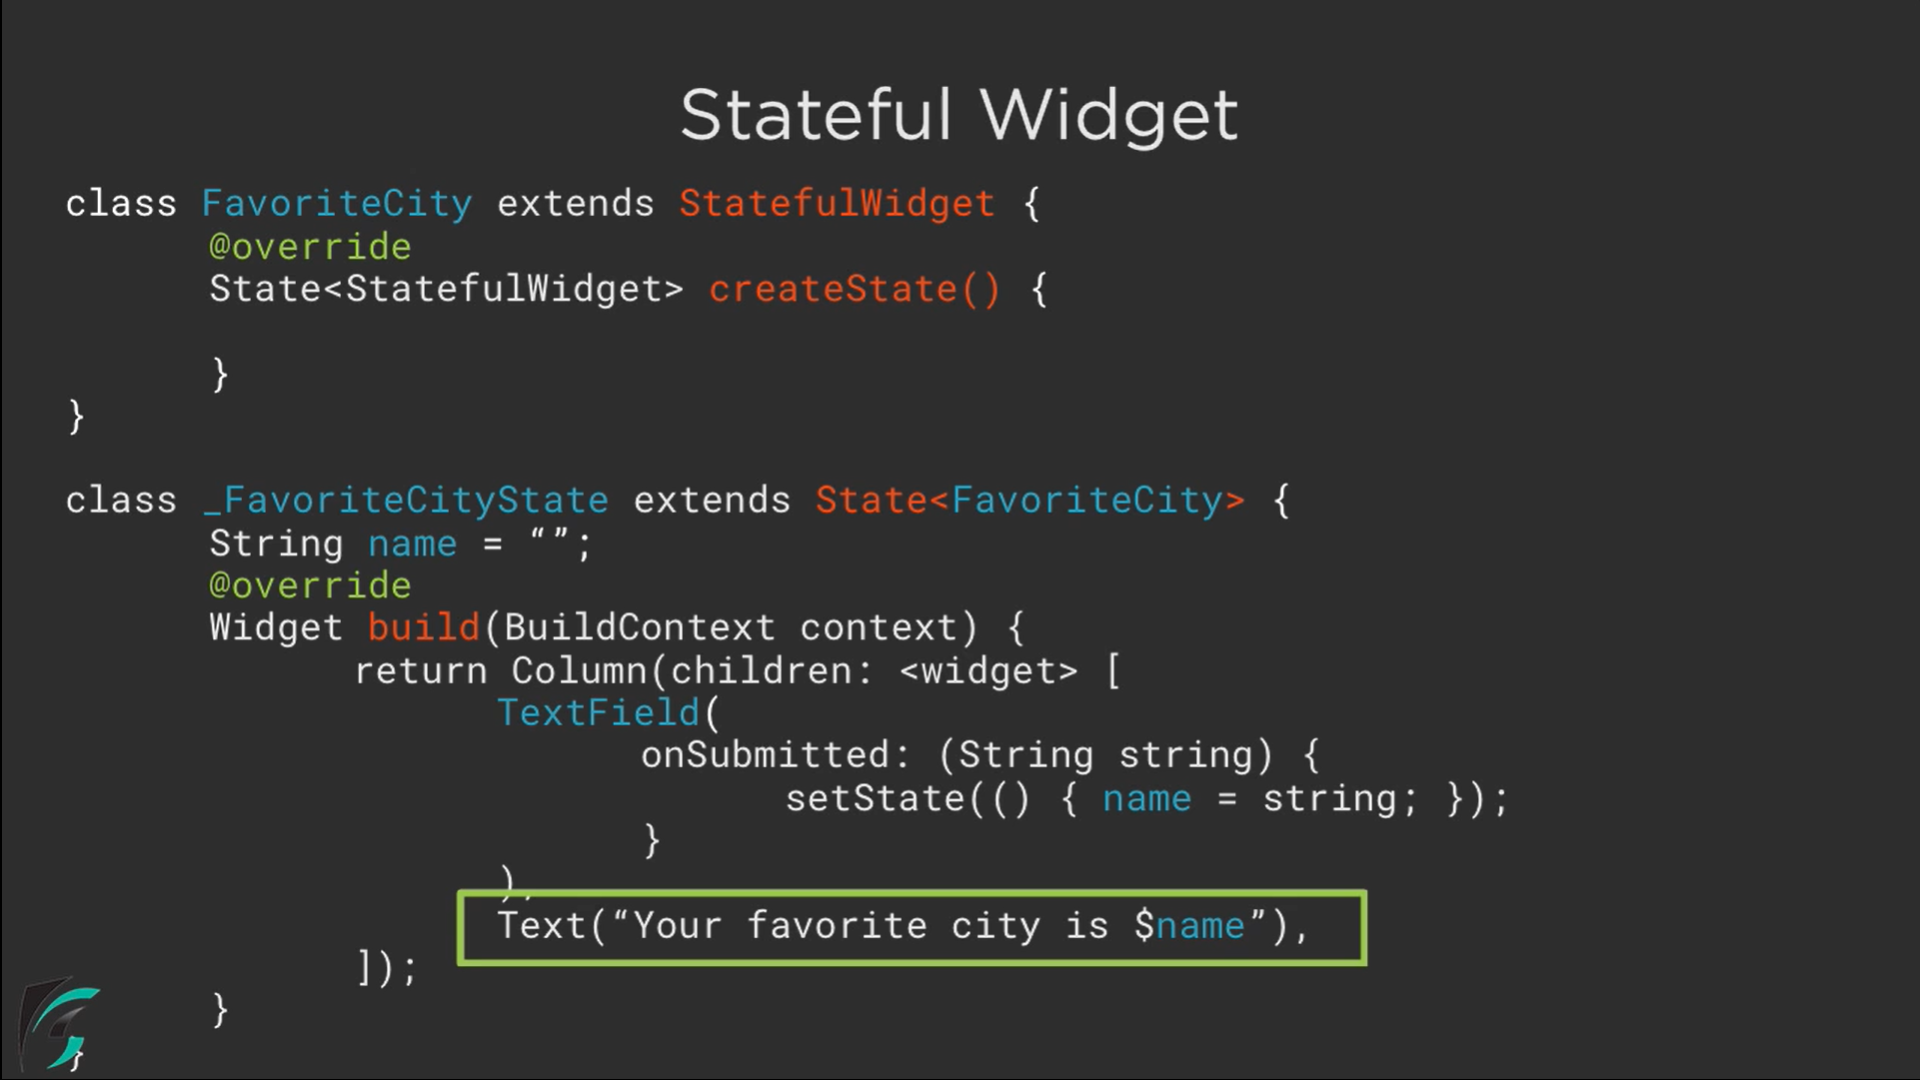 Stateful Widget
class FavoriteCity extends StatefulWidget {
@override
State<StatefulWidget> createState() {
}
}
class _FavoriteCityState extends State<FavoriteCity> {
String name = “”;
@override
Widget build(BuildContext context) {
return Column(children: <widget> [
TextField(
onSubmitted: (String string) {
setState(() { name = string; });
}
),
Text(“Your favorite city is $name”),
]);
}
}